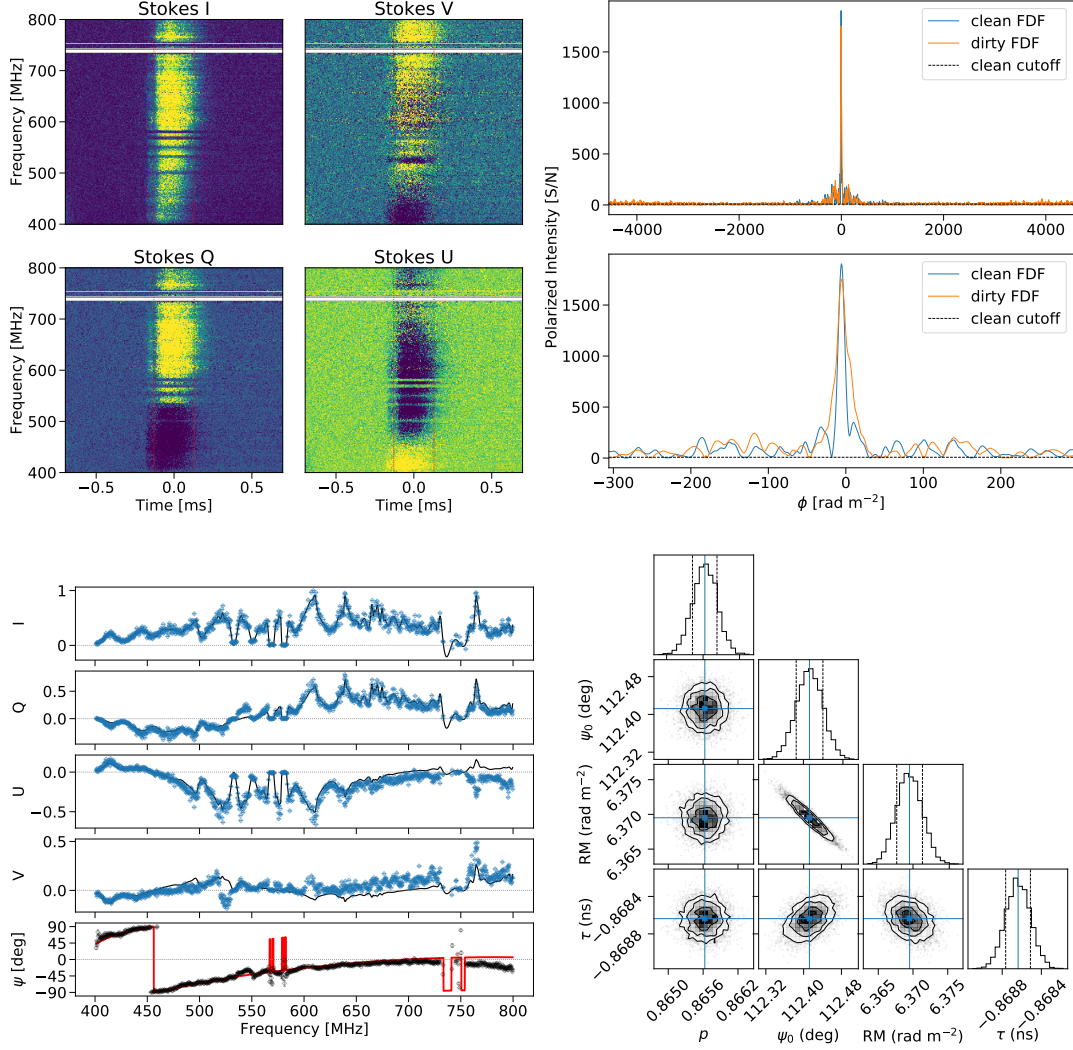 Stokes I
Stokes V
800
700
600
500
400
Frequency [MHz]
Stokes Q
Stokes U
800
700
600
500
400
Frequency [MHz]
−0.5 0.0 0.5
Time [ms]
−0.5 0.0 0.5
Time [ms]
clean FDF
dirty FDF
clean cutoff
1500
1000
500
0
−4000 −2000 0 2000 4000
Polarized Intensity [S/N]
clean FDF
dirty FDF
clean cutoff
1500
1000
500
0
−300 −200 −100 0 100 200
ϕ [rad m⁻²]
1
0
I
0.5
0.0
Q
0.0
−0.5
U
0.5
0.0
V
90
45
0
−45
−90
ψ [deg]
400 450 500 550 600 650 700 750 800
Frequency [MHz]
112.48
112.40
112.32
ψ₀ (deg)
6.375
6.370
6.365
RM (rad m⁻²)
−0.8684
−0.8688
τ (ns)
0.8650 0.8656 0.8662
p
112.32 112.40 112.48
ψ₀ (deg)
6.365 6.370 6.375
RM (rad m⁻²)
−0.8688 −0.8684
τ (ns)